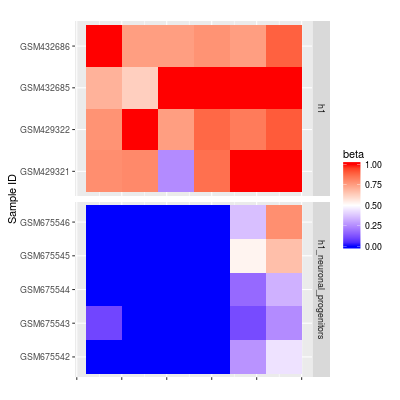 GSM432686
GSM432685
GSM429322
GSM429321
h1
GSM675546
GSM675545
GSM675544
GSM675543
GSM675542
h1_neuronal_progenitors
Sample ID
beta
1.00
0.75
0.50
0.25
0.00